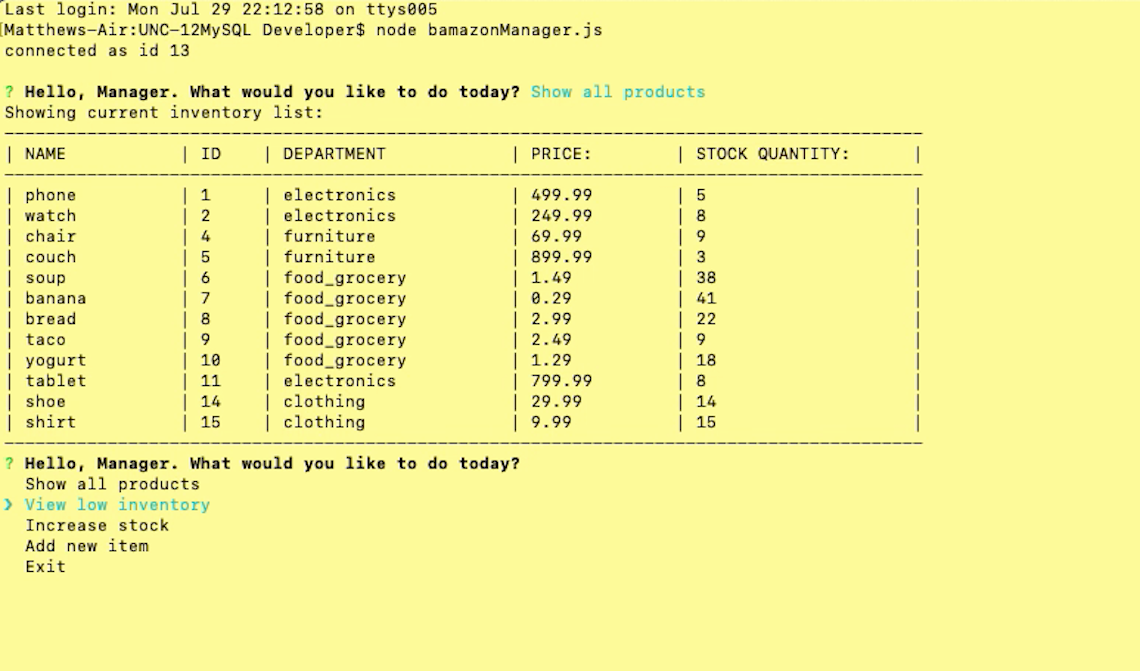 Last login: Mon Jul 29 22:12:58 on ttys005
[Matthews-Air:UNC-12MySQL Developer$ node bamazonManager.js
connected as id 13
? Hello, Manager. What would you like to do today? Show all products
Showing current inventory list:
| NAME | ID | DEPARTMENT | PRICE: | STOCK QUANTITY: |
| phone | 1 | electronics | 499.99 | 5 |
| watch | 2 | electronics | 249.99 | 8 |
| chair | 4 | furniture | 69.99 | 9 |
| couch | 5 | furniture | 899.99 | 3 |
| soup | 6 | food_grocery | 1.49 | 38 |
| banana | 7 | food_grocery | 0.29 | 41 |
| bread | 8 | food_grocery | 2.99 | 22 |
| taco | 9 | food_grocery | 2.49 | 9 |
| yogurt | 10 | food_grocery | 1.29 | 18 |
| tablet | 11 | electronics | 799.99 | 8 |
| shoe | 14 | clothing | 29.99 | 14 |
| shirt | 15 | clothing | 9.99 | 15 |
? Hello, Manager. What would you like to do today?
Show all products
❯ View low inventory
Increase stock
Add new item
Exit